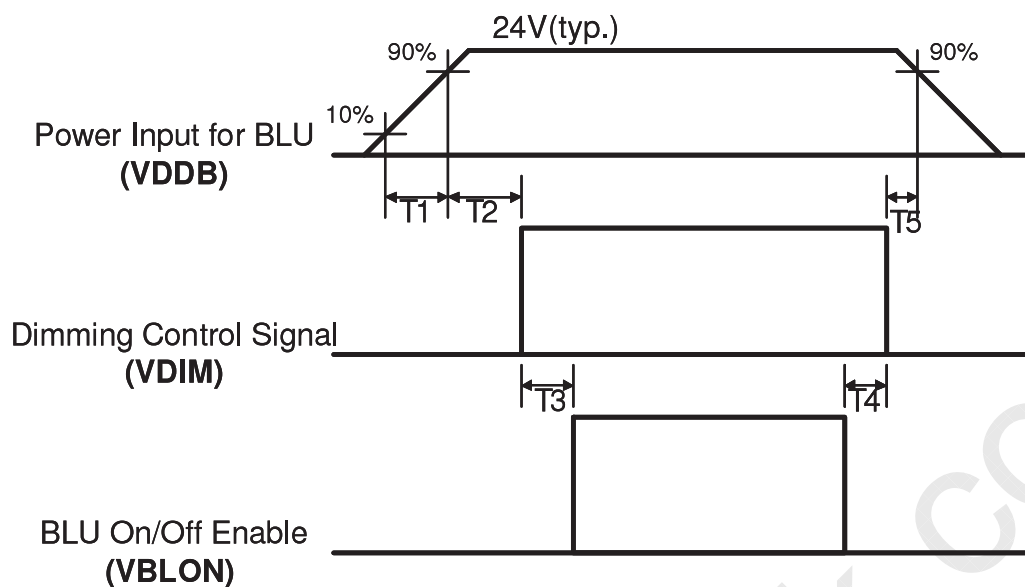 24V(typ.)
90%
90%
10%
Power Input for BLU
(VDDB)
T1
T2
T5
Dimming Control Signal
(VDIM)
T3
T4
BLU On/Off Enable
(VBLON)